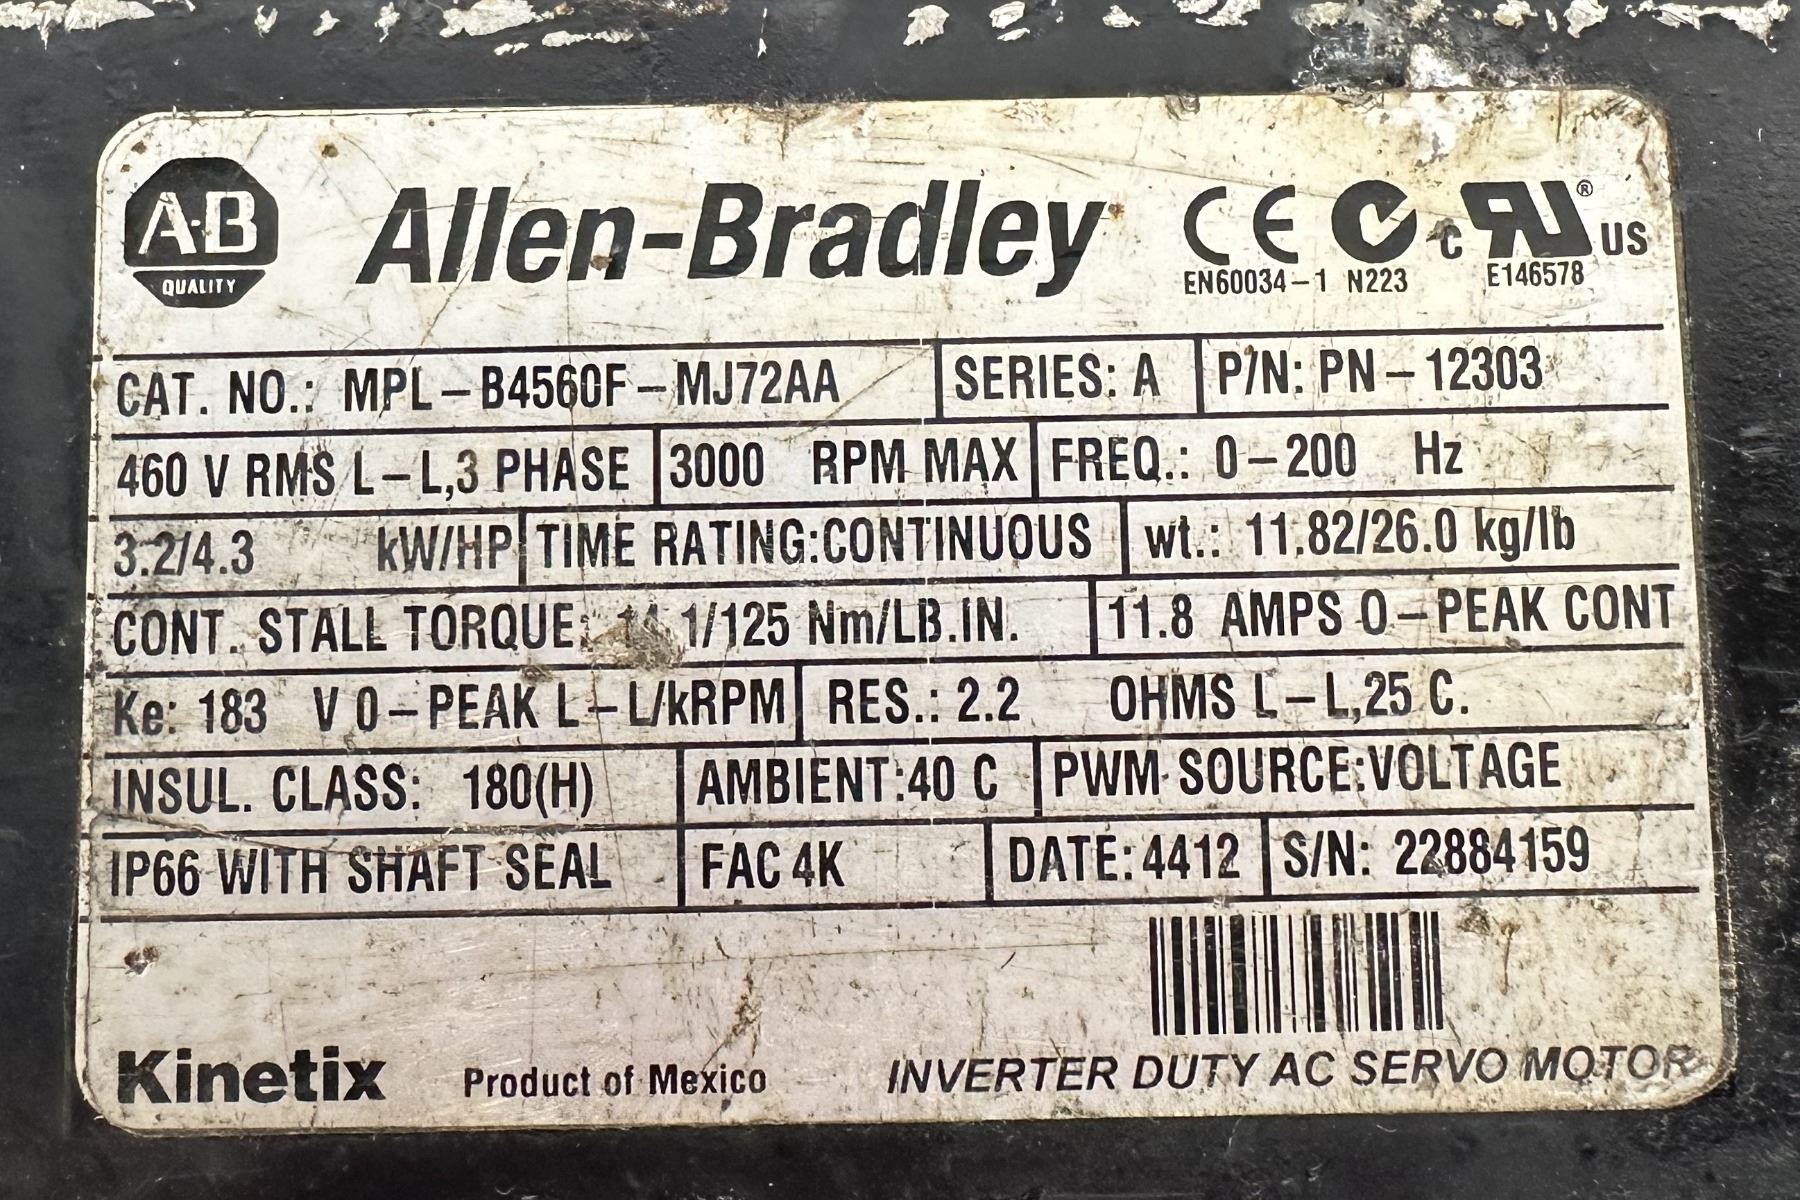 A-B QUALITY
Allen-Bradley
CE EN60034-1 N223
c RU ® US E146578
CAT. NO.: MPL-B4560F-MJ72AA SERIES: A P/N: PN-12303
460 V RMS L-L,3 PHASE 3000 RPM MAX FREQ.: 0-200 Hz
3.2/4.3 kW/HP TIME RATING:CONTINUOUS wt.: 11.82/26.0 kg/lb
CONT. STALL TORQUE: 1/125 Nm/LB.IN. 11.8 AMPS O-PEAK CONT
Ke: 183 V 0-PEAK L-L/kRPM RES.: 2.2 OHMS L-L,25 C.
INSUL. CLASS: 180(H) AMBIENT:40 C PWM SOURCE:VOLTAGE
IP66 WITH SHAFT SEAL FAC 4K DATE: 4412 S/N: 22884159
Kinetix Product of Mexico INVERTER DUTY AC SERVO MOTOR